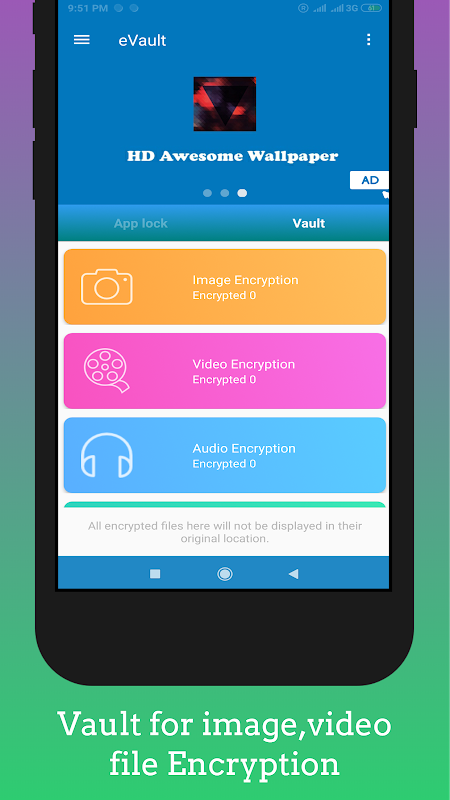 9:51 PM
R 3G 61
eVault
HD Awesome Wallpaper
AD
App lock Vault
Image Encryption
Encrypted 0
Video Encryption
Encrypted 0
Audio Encryption
Encrypted 0
All encrypted files here will not be displayed in their
original location.
Vault for image,video
file Encryption